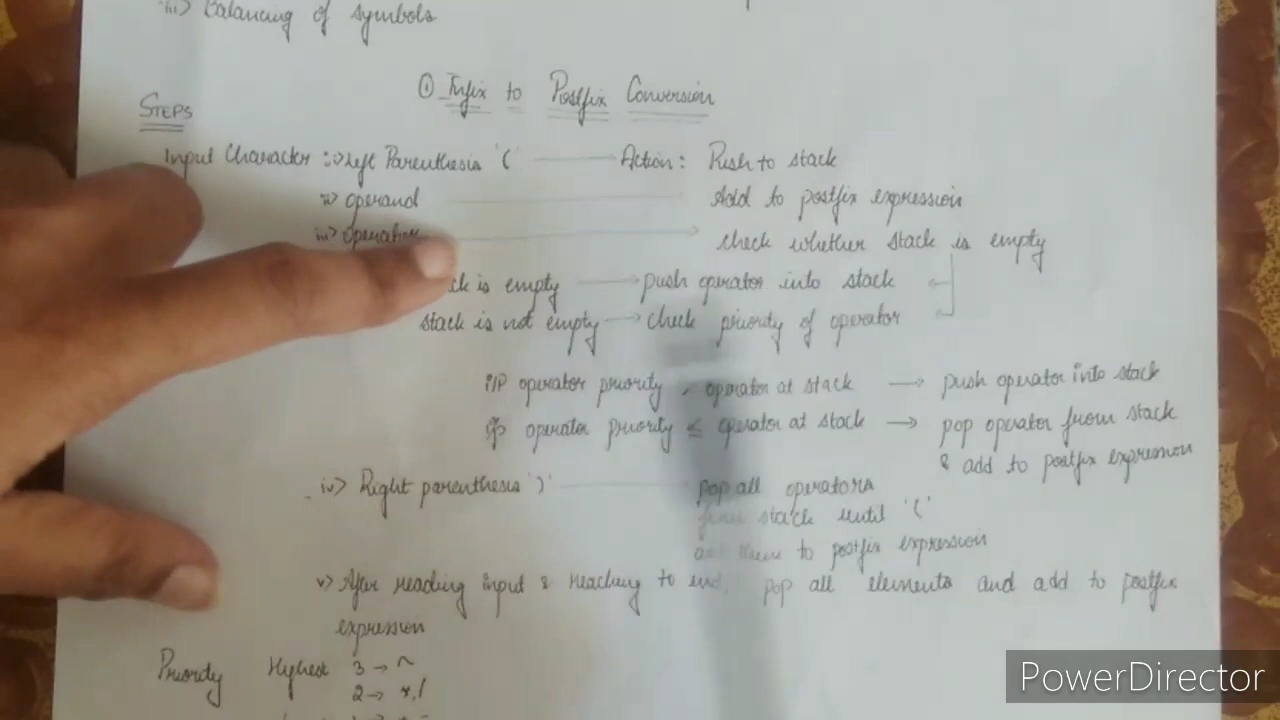 iii) Balancing of symbols
① Infix to Postfix Conversion
STEPS
Input Character : i) Left Parenthesis '(' → Action : Push to stack
ii) operand Add to postfix expression
iii) operator → check whether stack is empty
is empty → push operator into stack
stack is not empty → check priority of operator
i/p operator priority operator at stack → push operator into stack
i/p operator priority ≤ operator at stack → pop operator from stack
& add to postfix expression
iv) Right parenthesis ')' pop all operators
from stack until '('
add them to postfix expression
v) After reading input & reaching to end, pop all elements and add to postfix
expression
Priority Highest 3 → ^
2 → *,/
PowerDirector